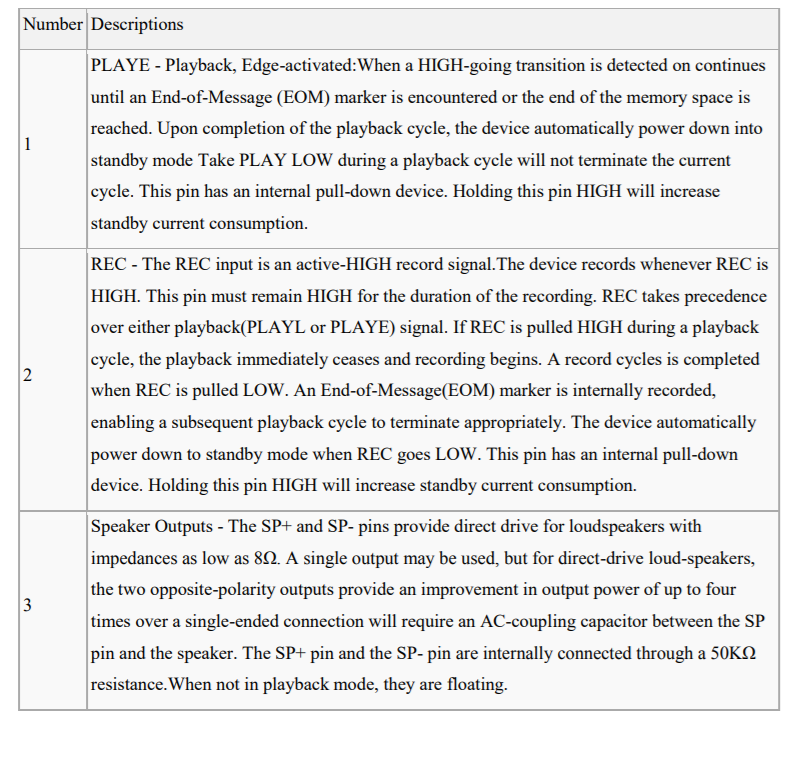 Number Descriptions
PLAYE - Playback, Edge-activated:When a HIGH-going transition is detected on continues
until an End-of-Message (EOM) marker is encountered or the end of the memory space is
reached. Upon completion of the playback cycle, the device automatically power down into
1
standby mode Take PLAY LOW during a playback cycle will not terminate the current
cycle. This pin has an internal pull-down device. Holding this pin HIGH will increase
standby current consumption.
REC - The REC input is an active-HIGH record signal.The device records whenever REC is
HIGH. This pin must remain HIGH for the duration of the recording. REC takes precedence
over either playback(PLAYL or PLAYE) signal. If REC is pulled HIGH during a playback
cycle, the playback immediately ceases and recording begins. A record cycles is completed
2
when REC is pulled LOW. An End-of-Message(EOM) marker is internally recorded,
enabling a subsequent playback cycle to terminate appropriately. The device automatically
power down to standby mode when REC goes LOW. This pin has an internal pull-down
device. Holding this pin HIGH will increase standby current consumption.
Speaker Outputs - The SP+ and SP- pins provide direct drive for loudspeakers with
impedances as low as 8Ω. A single output may be used, but for direct-drive loud-speakers,
the two opposite-polarity outputs provide an improvement in output power of up to four
3
times over a single-ended connection will require an AC-coupling capacitor between the SP
pin and the speaker. The SP+ pin and the SP- pin are internally connected through a 50KΩ
resistance.When not in playback mode, they are floating.